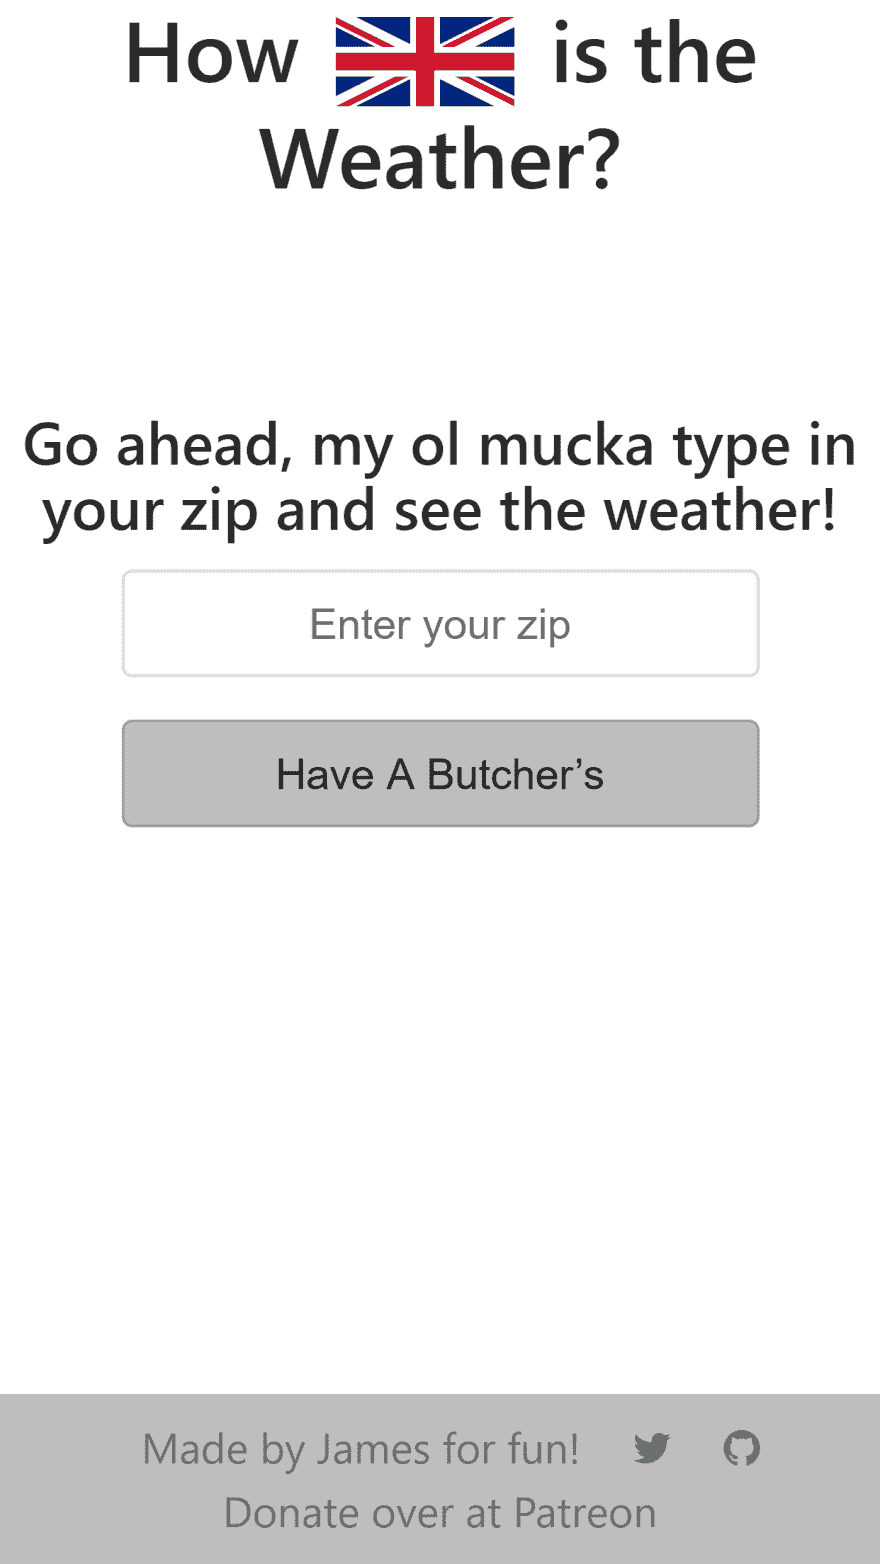 How is the
Weather?
Go ahead, my ol mucka type in
your zip and see the weather!
Enter your zip
Have A Butcher’s
Made by James for fun!
Donate over at Patreon